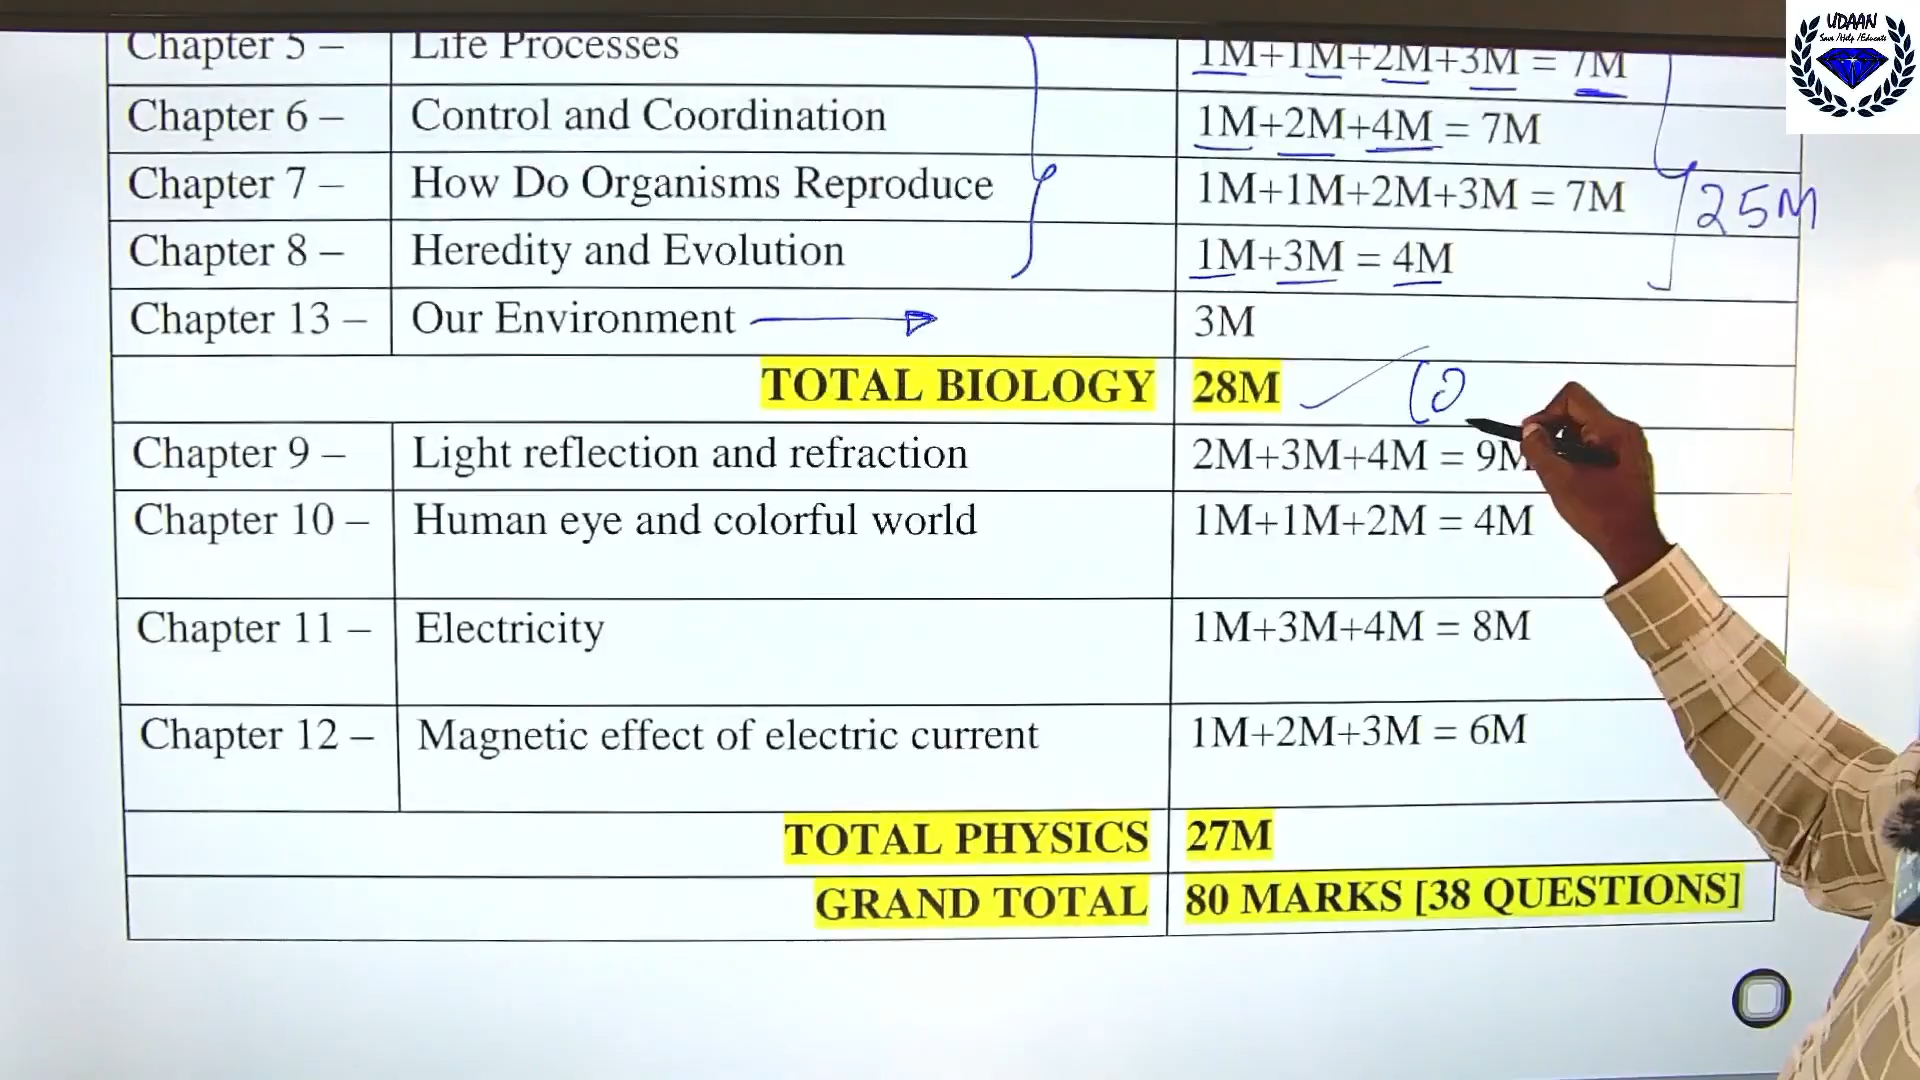 UDAAN
Save /Help /Educate
Chapter 5 – Life Processes 1M+1M+2M+3M = 7M
Chapter 6 – Control and Coordination 1M+2M+4M = 7M
Chapter 7 – How Do Organisms Reproduce 1M+1M+2M+3M = 7M
25M
Chapter 8 – Heredity and Evolution 1M+3M = 4M
Chapter 13 – Our Environment 3M
TOTAL BIOLOGY 28M
Chapter 9 – Light reflection and refraction 2M+3M+4M = 9M
Chapter 10 – Human eye and colorful world 1M+1M+2M = 4M
Chapter 11 – Electricity 1M+3M+4M = 8M
Chapter 12 – Magnetic effect of electric current 1M+2M+3M = 6M
TOTAL PHYSICS 27M
GRAND TOTAL 80 MARKS [38 QUESTIONS]